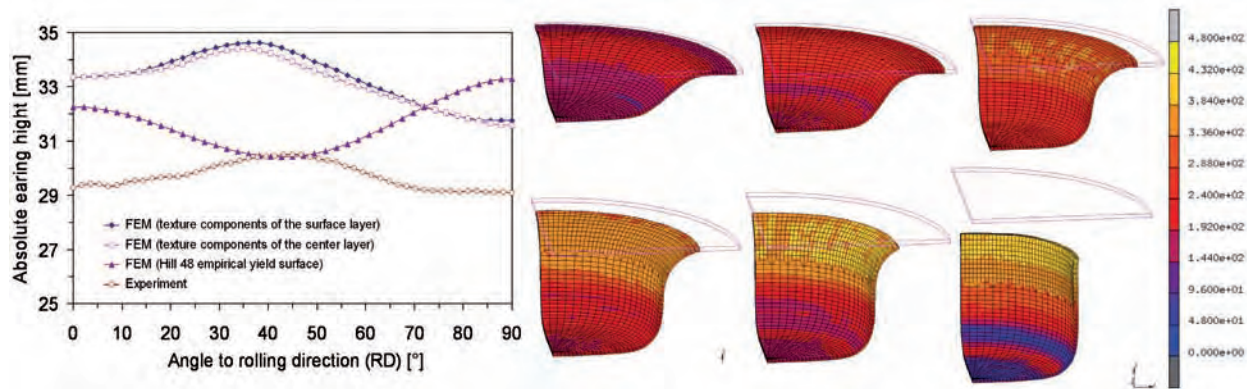 Absolute earing hight [mm]
35
33
31
29
27
25
FEM (texture components of the surface layer)
FEM (texture components of the center layer)
FEM (Hill 48 empirical yield surface)
Experiment
0 10 20 30 40 50 60 70 80 90
Angle to rolling direction (RD) [°]
4.800e+02
4.320e+02
3.840e+02
3.360e+02
2.880e+02
2.400e+02
1.920e+02
1.440e+02
9.600e+01
4.800e+01
0.000e+00